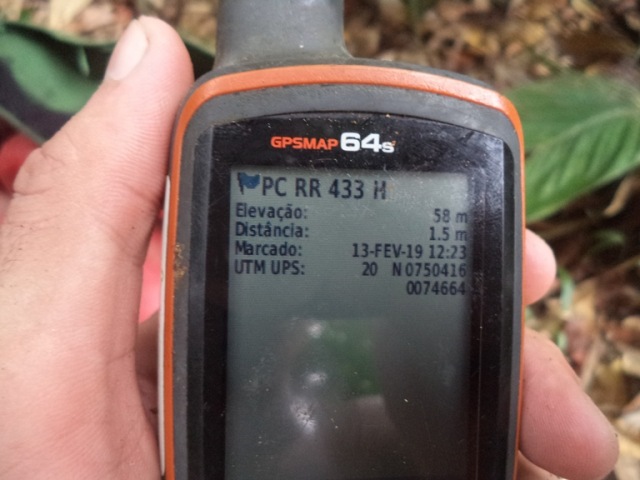 GPSMAP 64s
PC RR 433 H
Elevação: 58 m
Distância: 1.5 m
Marcado: 13-FEV-19 12:23
UTM UPS: 20 N 0750416
0074664